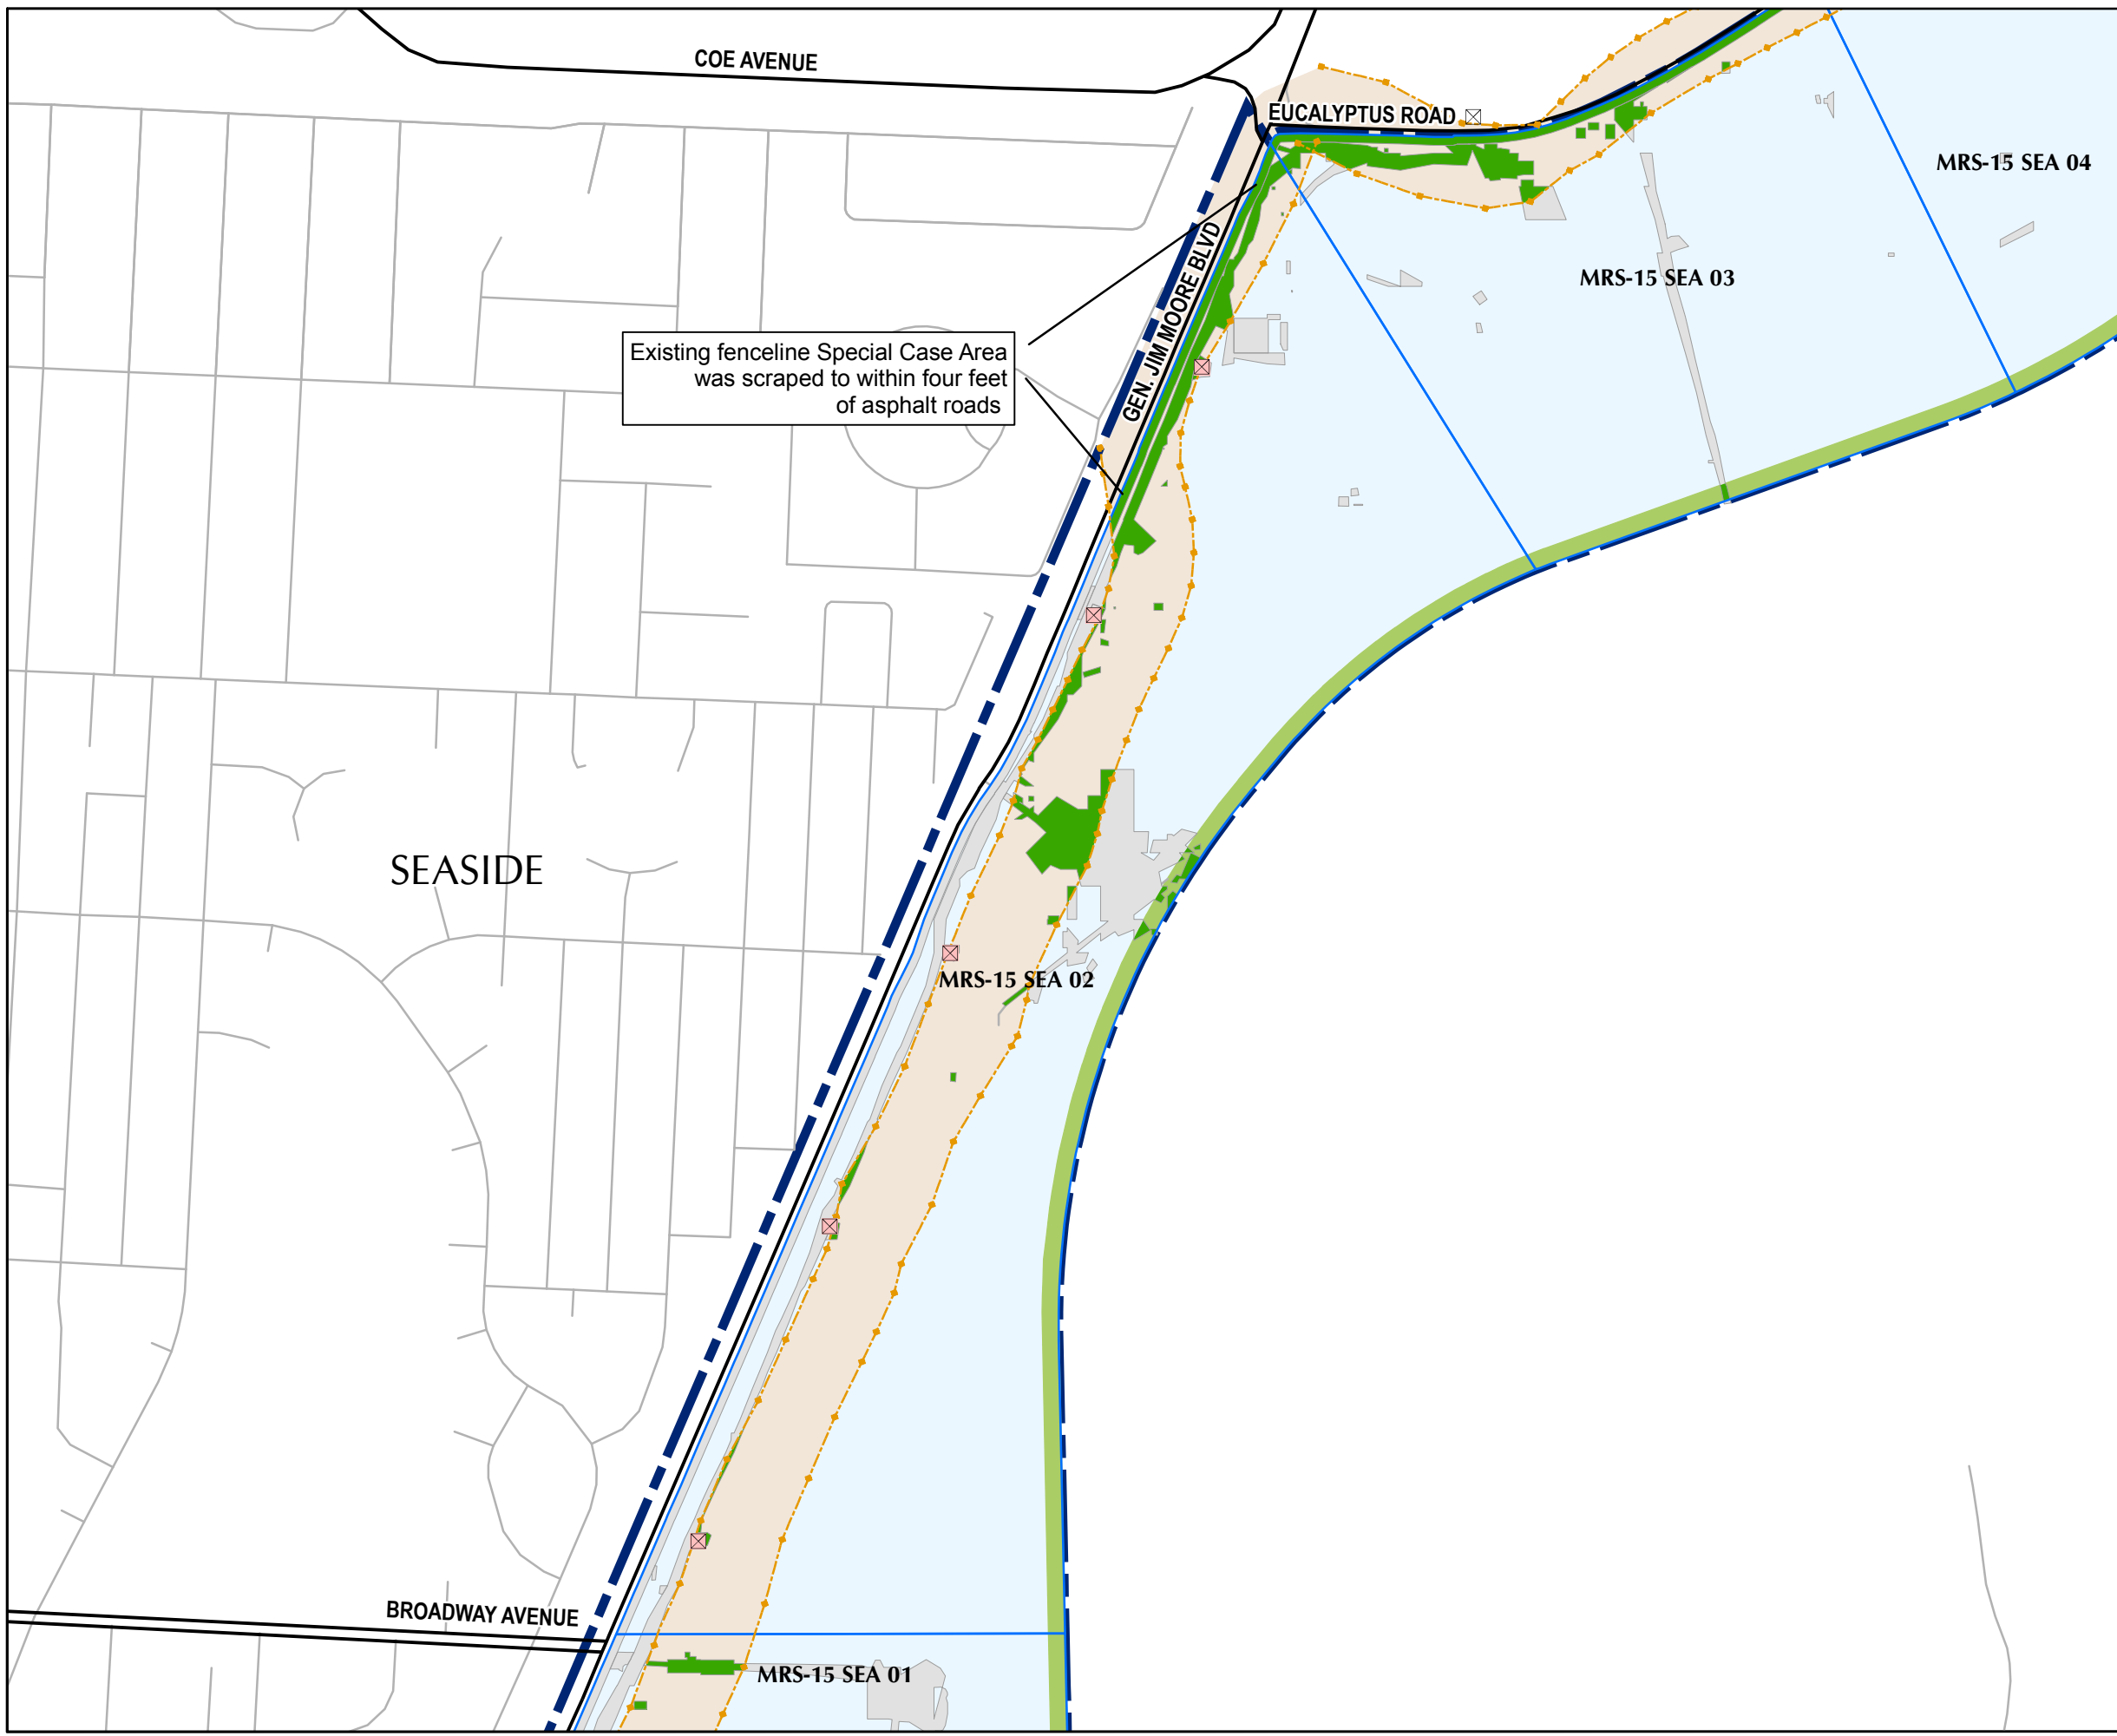 COE AVENUE
EUCALYPTUS ROAD
MRS-15 SEA 04
MRS-15 SEA 03
GEN. JIM MOORE BLVD
Existing fenceline Special Case Area
was scraped to within four feet
of asphalt roads
SEASIDE
MRS-15 SEA 02
BROADWAY AVENUE
MRS-15 SEA 01